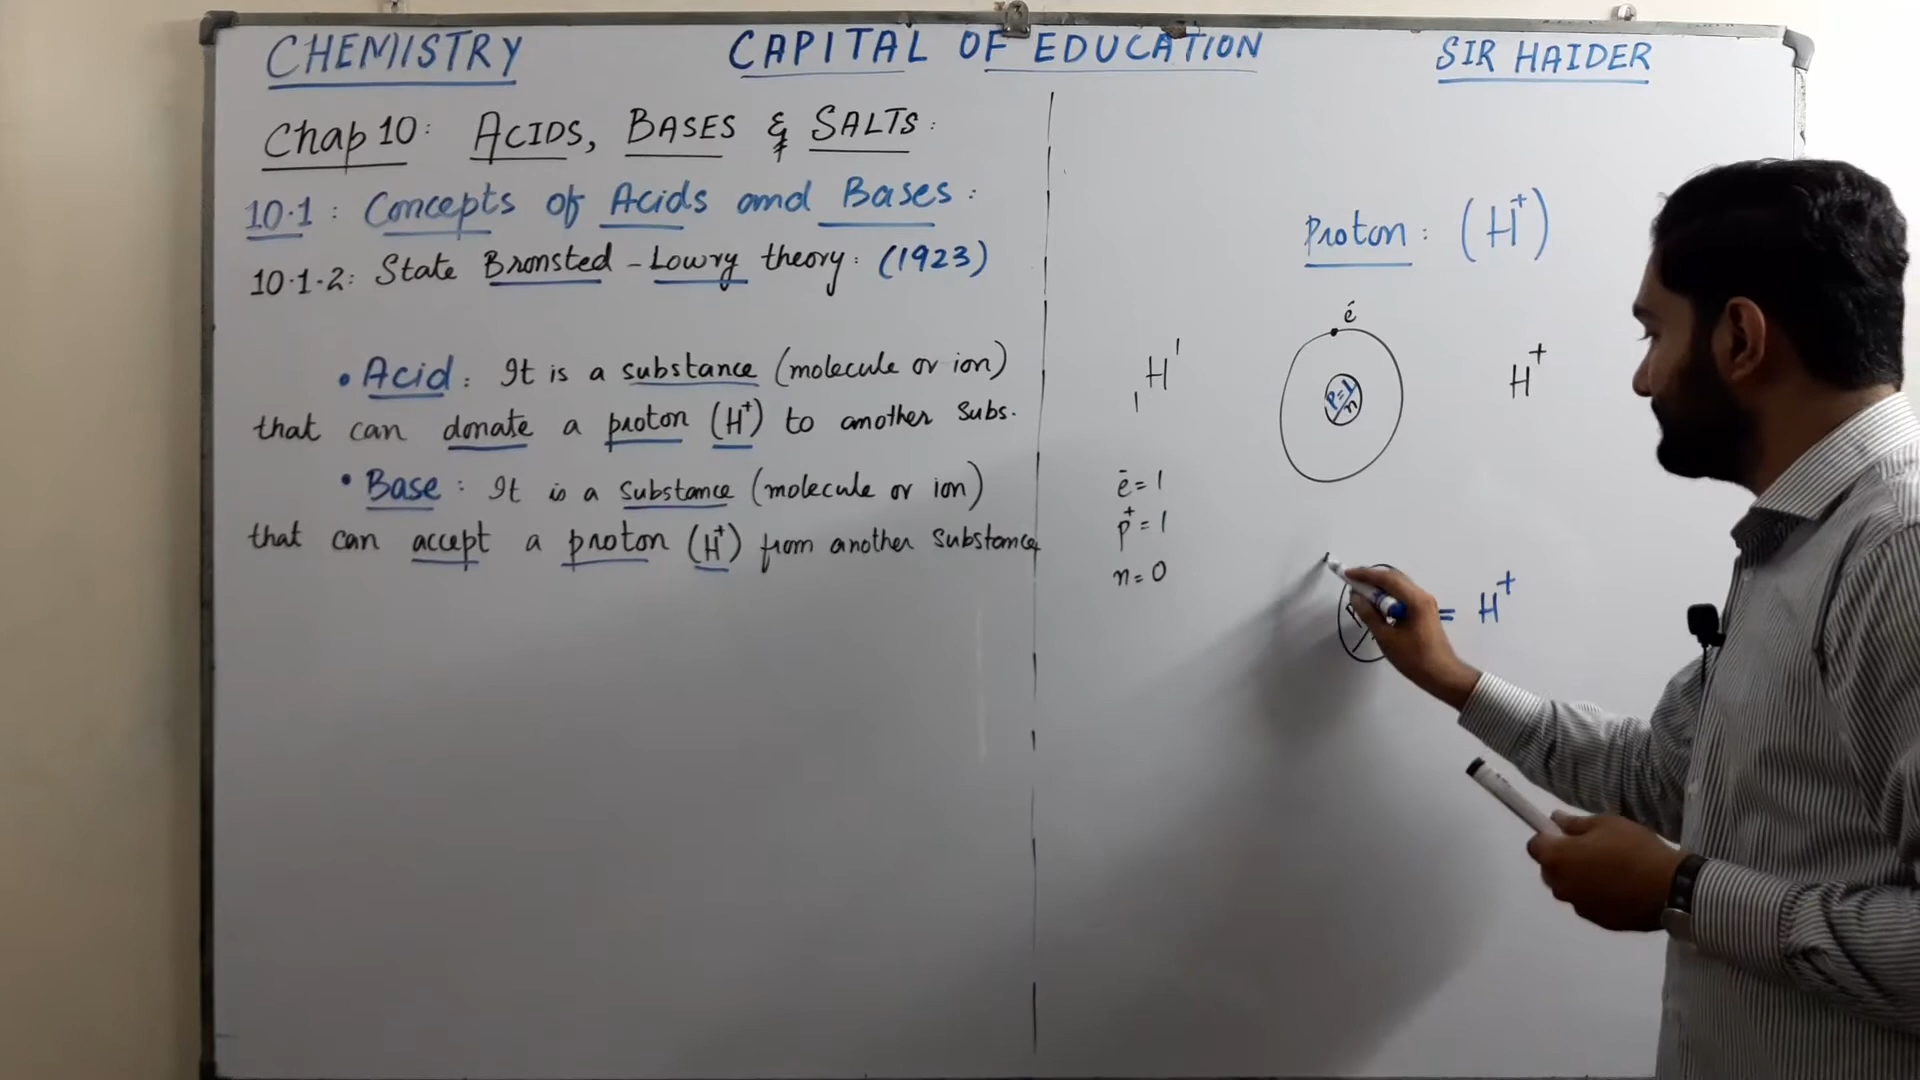 CHEMISTRY CAPITAL OF EDUCATION SIR HAIDER
Chap 10: ACIDS, BASES & SALTS:
10.1: Concepts of Acids and Bases:
10.1.2: State Bronsted-Lowry theory: (1923)
• Acid: It is a substance (molecule or ion)
that can donate a proton (H⁺) to another subs.
• Base: It is a substance (molecule or ion)
that can accept a proton (H⁺) from another substance
Proton: (H⁺)
é
₁H¹
P=1
n
H⁺
ē = 1
p⁺ = 1
n = 0
= H⁺